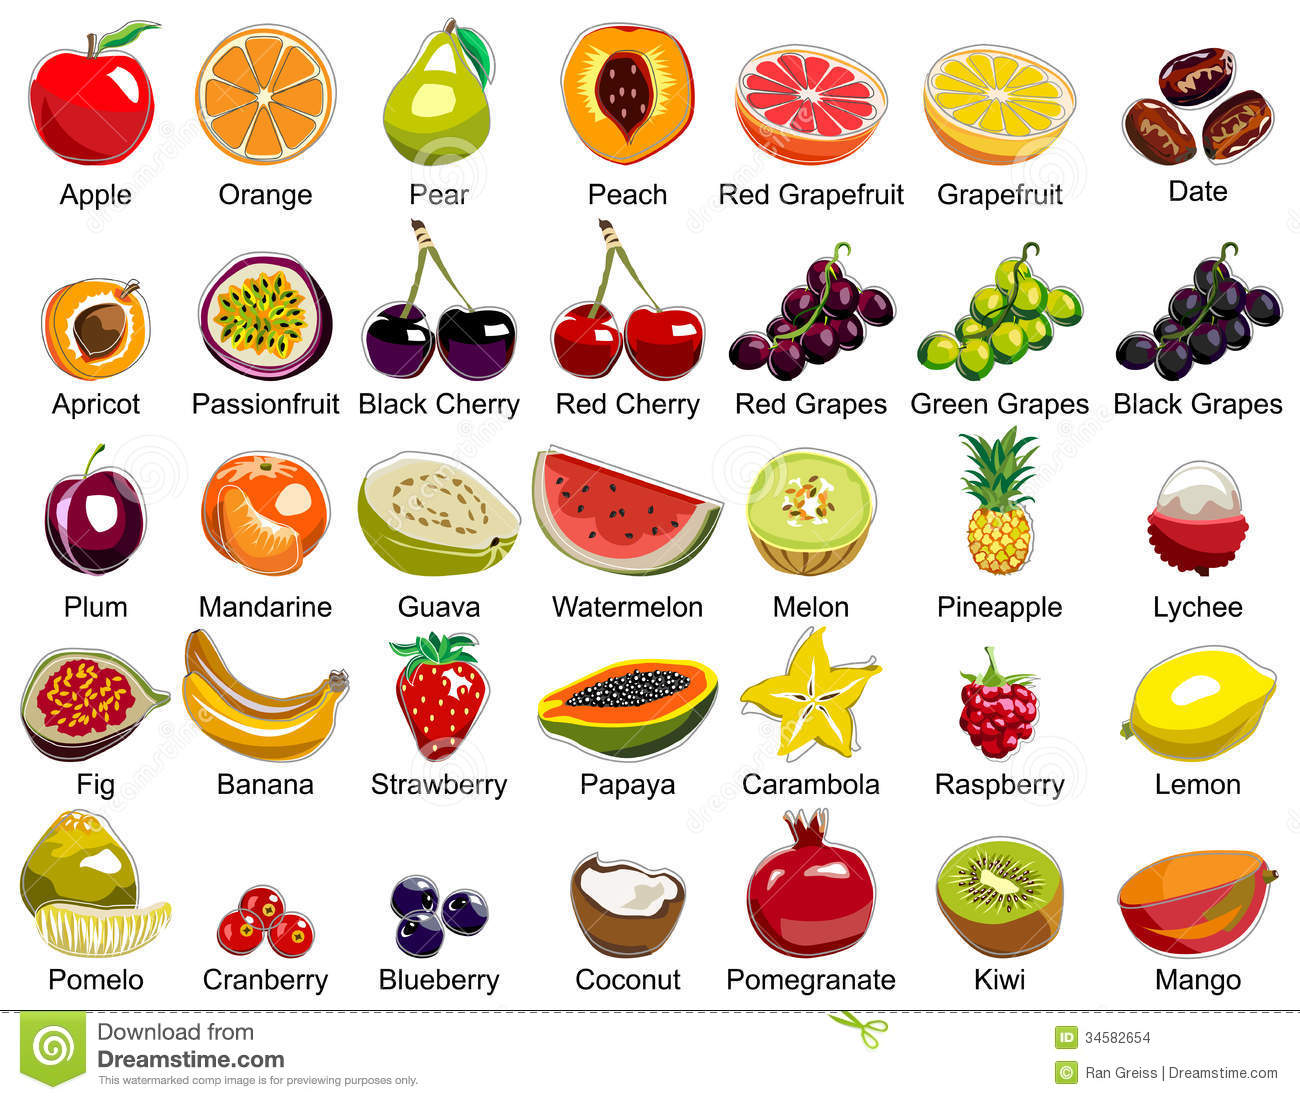 Apple Orange Pear Peach Red Grapefruit Grapefruit Date
Apricot Passionfruit Black Cherry Red Cherry Red Grapes Green Grapes Black Grapes
Plum Mandarine Guava Watermelon Melon Pineapple Lychee
Fig Banana Strawberry Papaya Carambola Raspberry Lemon
Pomelo Cranberry Blueberry Coconut Pomegranate Kiwi Mango
Download from
Dreamstime.com
This watermarked comp image is for previewing purposes only.
ID 34582654
© Ran Greiss | Dreamstime.com